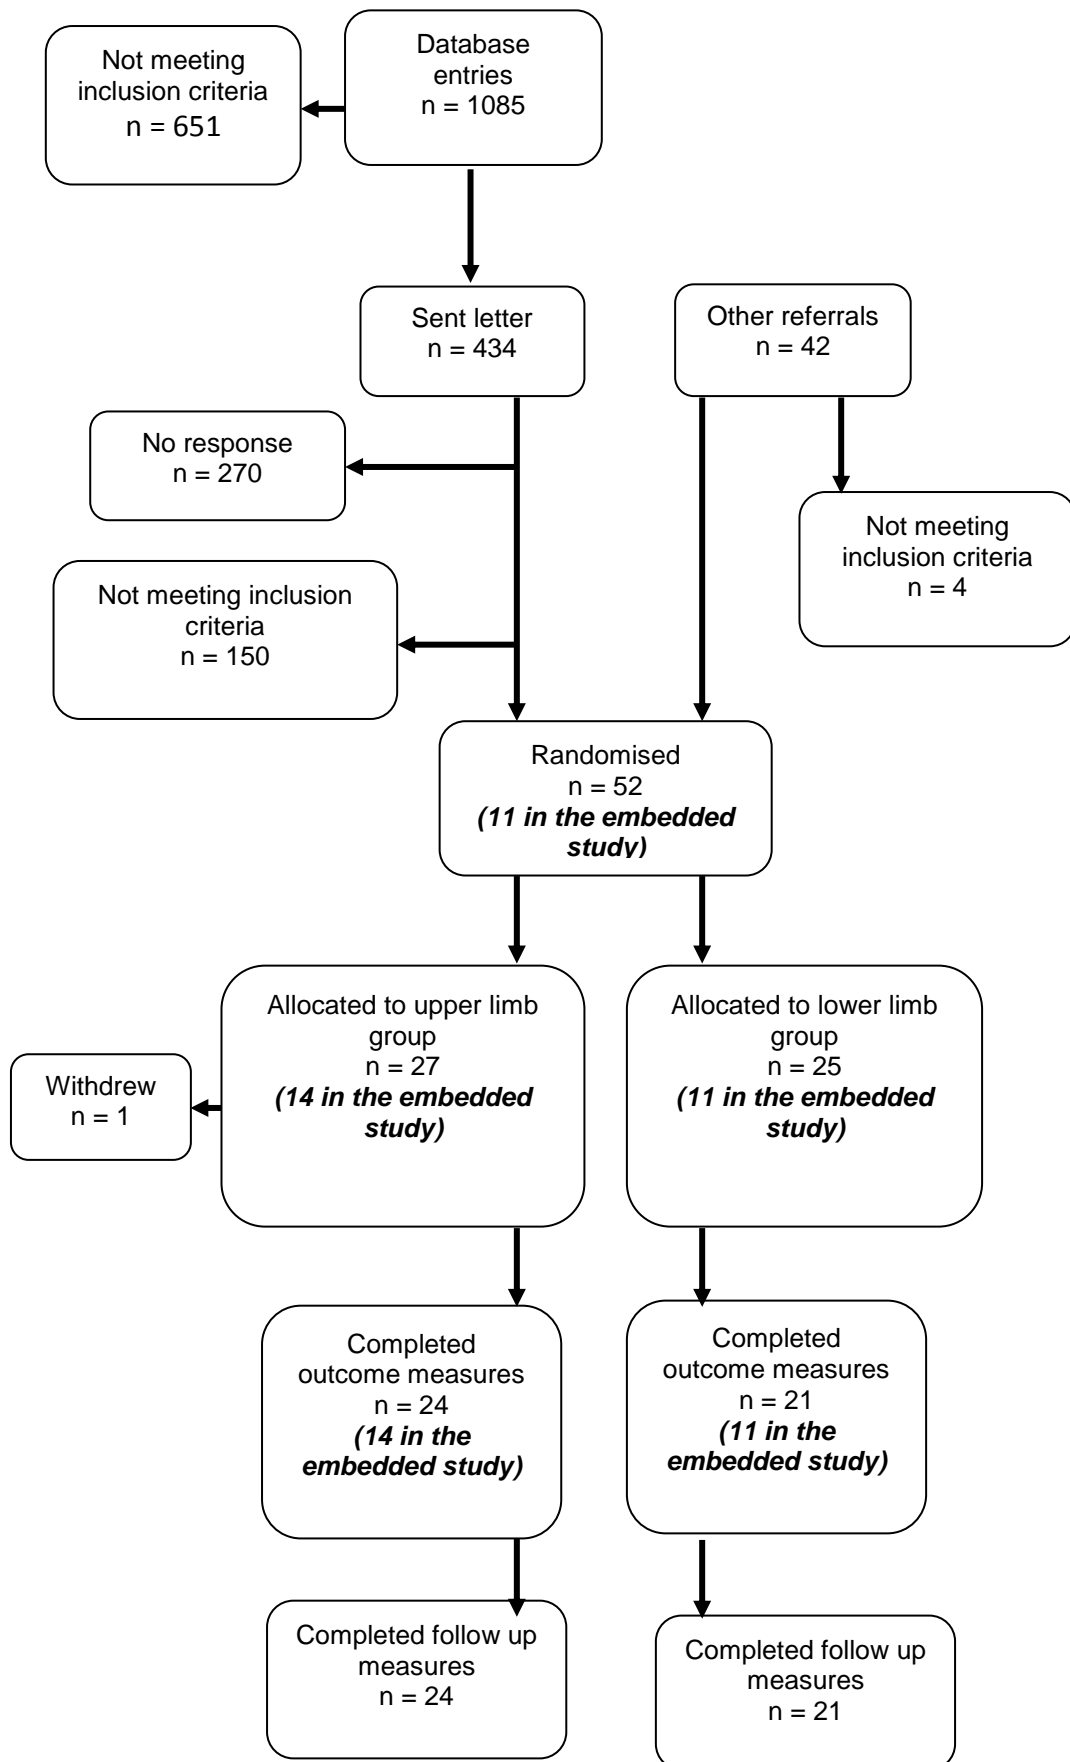 Database
entries
n = 1085
Not meeting
inclusion criteria
n = 651
Sent letter
n = 434
Other referrals
n = 42
No response
n = 270
Not meeting
inclusion criteria
n = 4
Not meeting inclusion
criteria
n = 150
Randomised
n = 52
(11 in the embedded
study)
Allocated to upper limb
group
n = 27
(14 in the embedded
study)
Allocated to lower limb
group
n = 25
(11 in the embedded
study)
Withdrew
n = 1
Completed
outcome measures
n = 24
(14 in the
embedded study)
Completed
outcome measures
n = 21
(11 in the
embedded study)
Completed follow up
measures
n = 24
Completed follow up
measures
n = 21